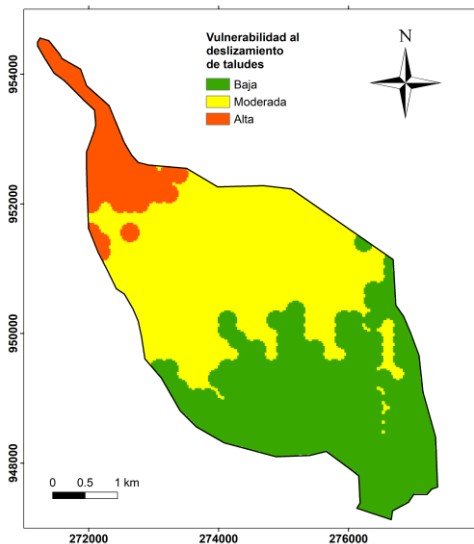 Vulnerabilidad al
deslizamiento
de taludes
Baja
Moderada
Alta
N
954000
952000
950000
948000
0 0.5 1 km
272000 274000 276000